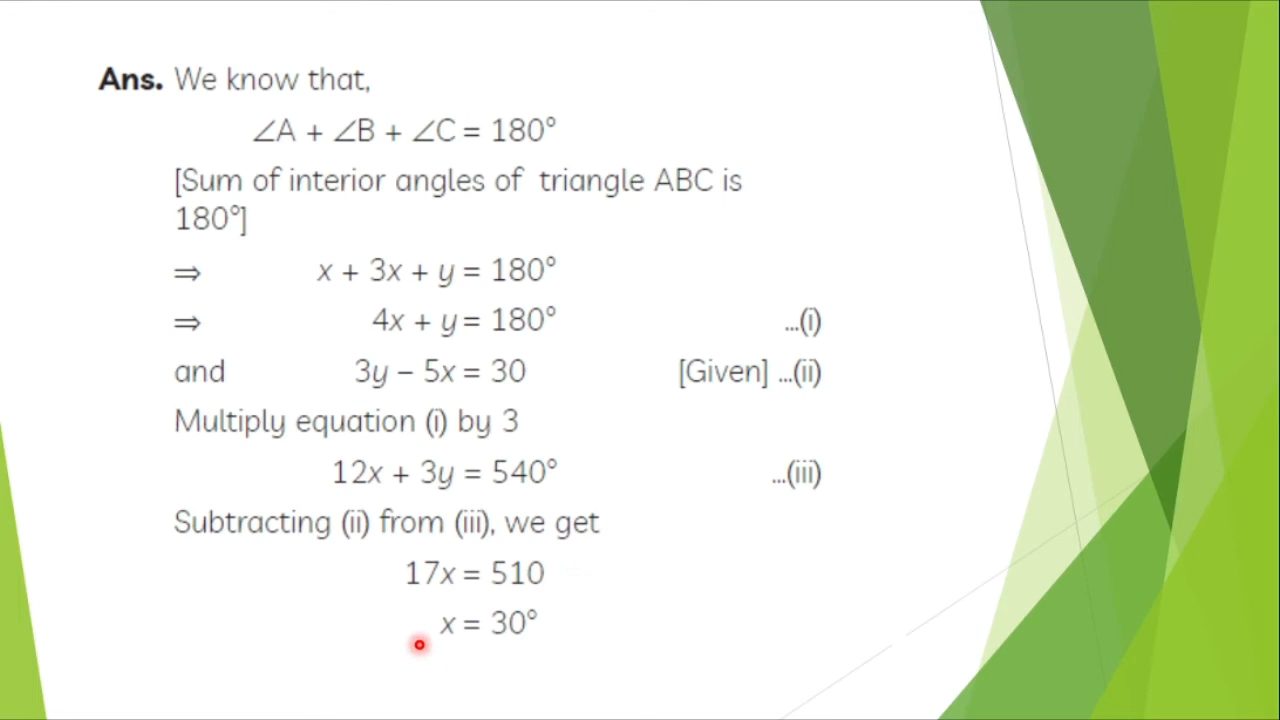 Ans. We know that,
∠A + ∠B + ∠C = 180°
[Sum of interior angles of triangle ABC is
180°]
⇒ x + 3x + y = 180°
⇒ 4x + y = 180° ...(i)
and 3y − 5x = 30 [Given] ...(ii)
Multiply equation (i) by 3
12x + 3y = 540° ...(iii)
Subtracting (ii) from (iii), we get
17x = 510
x = 30°